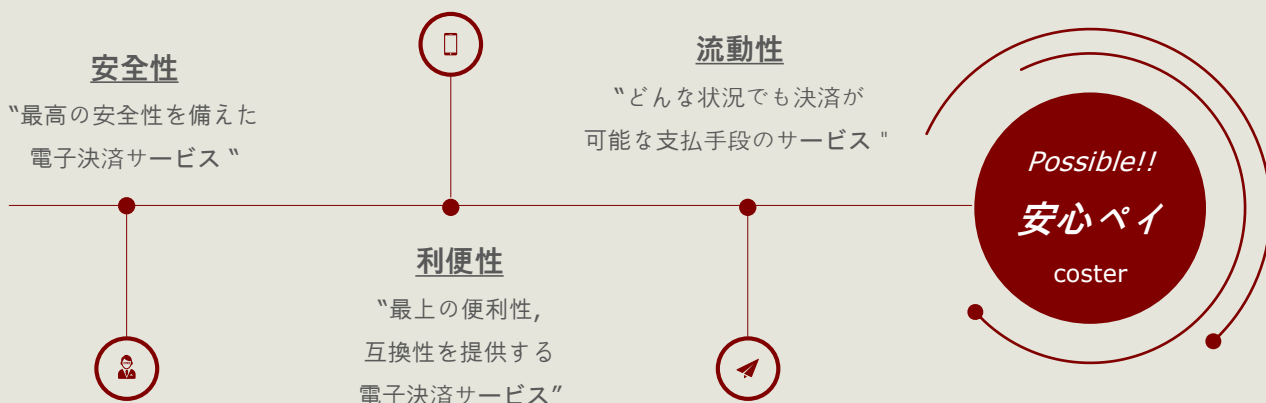 安全性
“最高の安全性を備えた
電子決済サービス “
利便性
“最上の便利性,
互換性を提供する
電子決済サービス”
流動性
“どんな状況でも決済が
可能な支払手段のサービス "
Possible!!
安心ペイ
coster